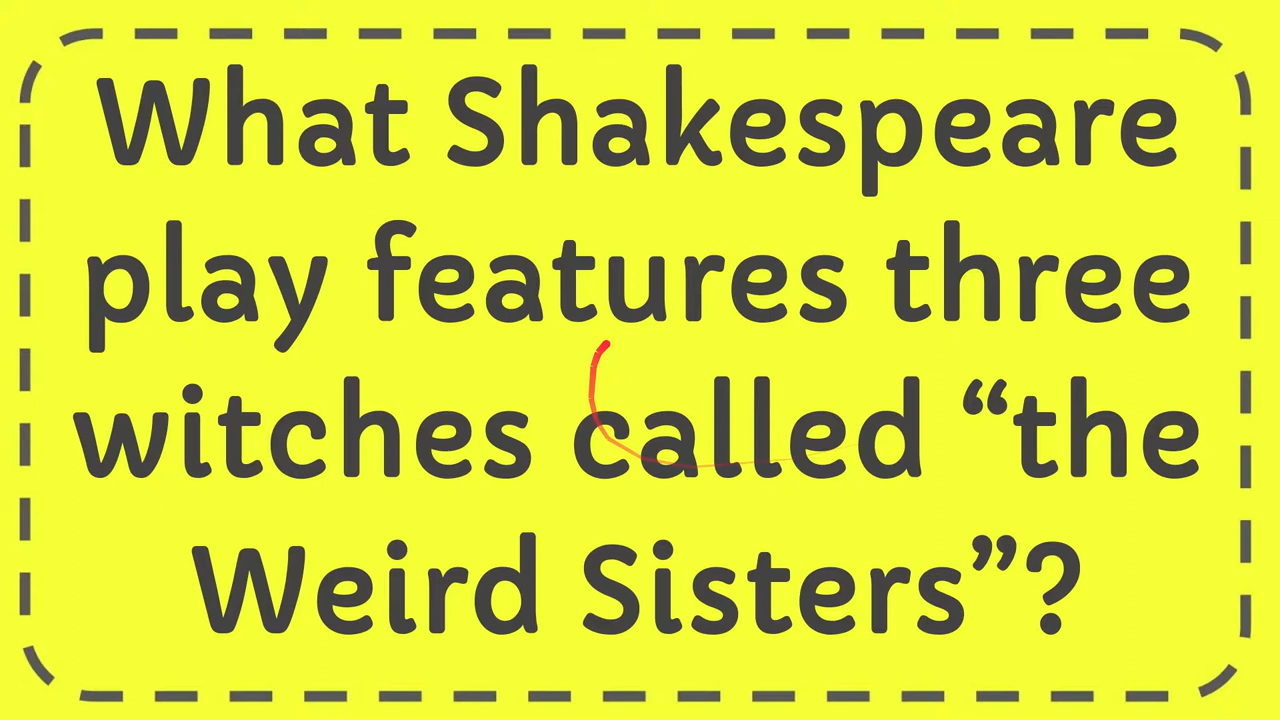 What Shakespeare
play features three
witches called “the
Weird Sisters”?